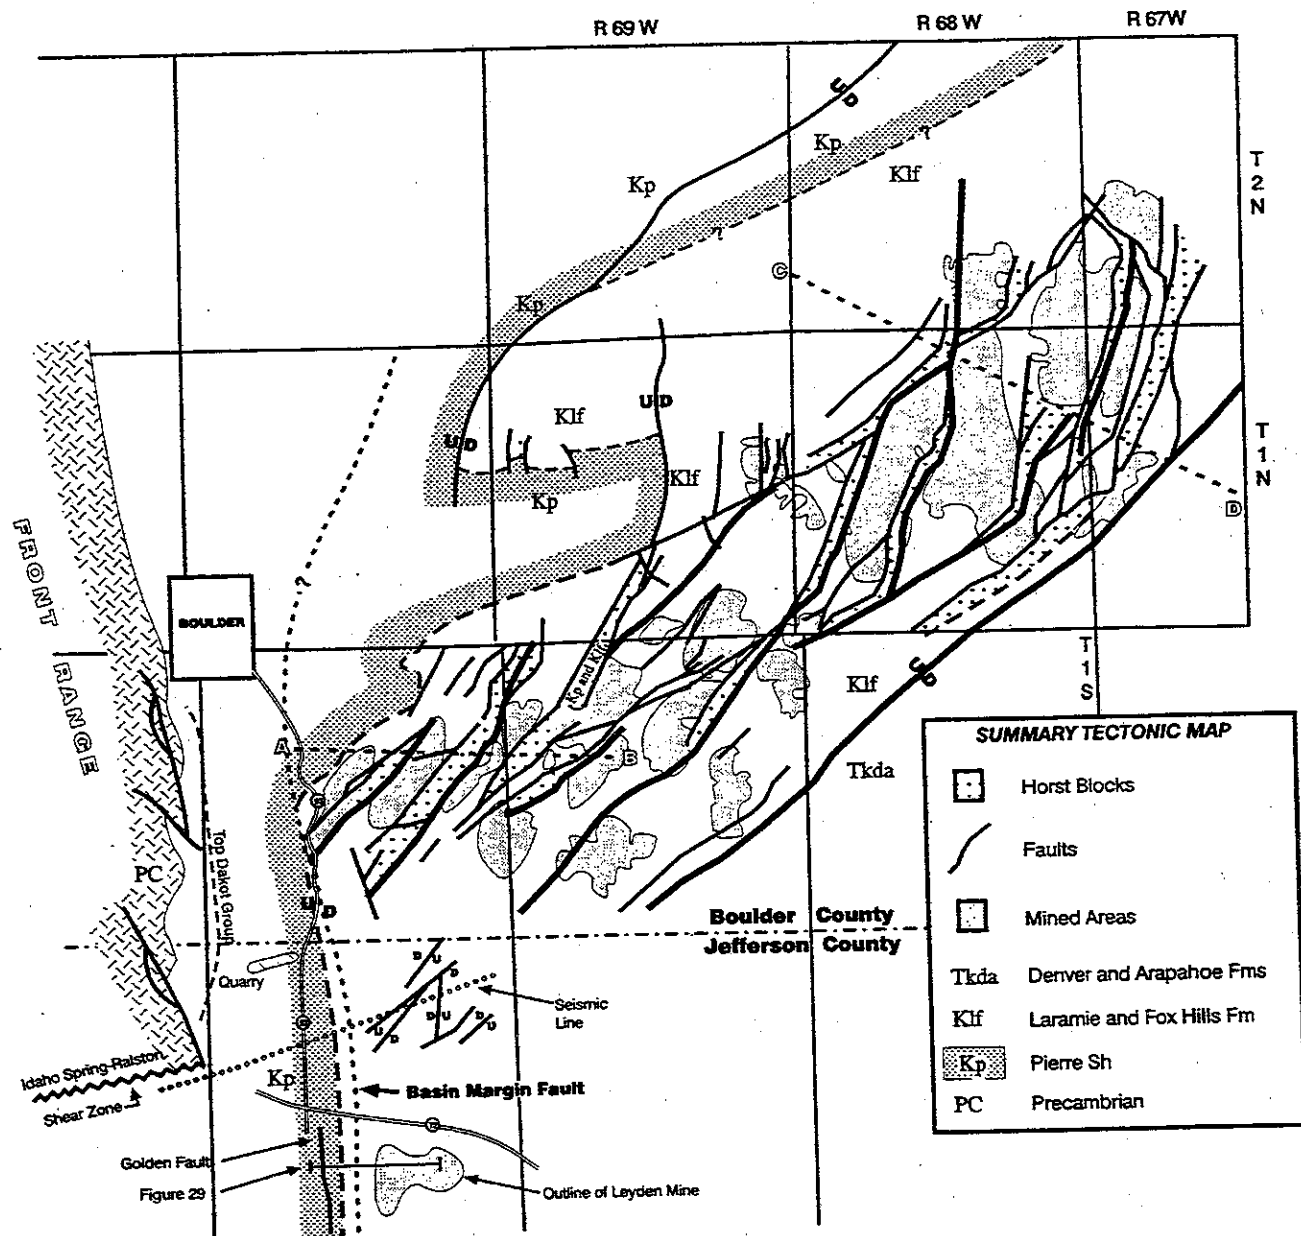 R 69 W
R 68 W
R 67W
U D
Kp
?
Klf
Kp
T
2
N
?
C
Kp
Klf
U D
U D
Klf
Kp
T
1
N
D
FRONT RANGE
?
BOULDER
Kp and Klf
T
1
S
Klf
U D
A
B
Tkda
SUMMARY TECTONIC MAP
Horst Blocks
Faults
Mined Areas
Tkda Denver and Arapahoe Fms
Klf Laramie and Fox Hills Fm
Kp Pierre Sh
PC Precambrian
PC
Top Dakot Group
U D
Boulder County
Jefferson County
D
U
D
Quarry
Seismic
Line
U
D
D U
D
U
D
U
Idaho Spring-Ralston
Shear Zone
Kp
Basin Margin Fault
Golden Fault
Figure 29
Outline of Leyden Mine